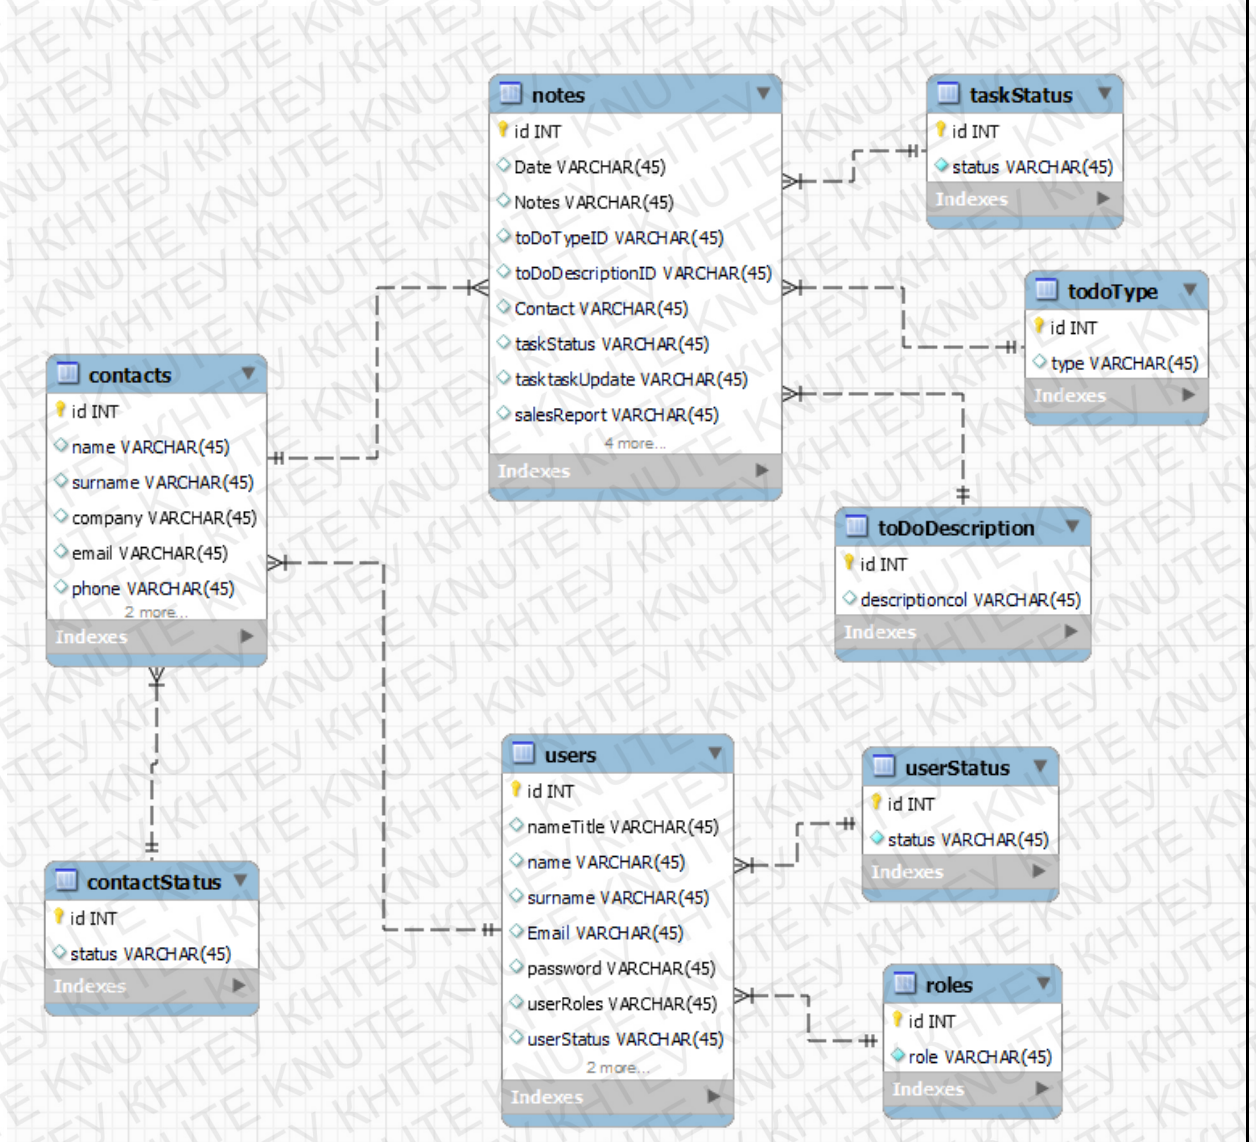 notes
id INT
Date VARCHAR(45)
Notes VARCHAR(45)
toDoTypeID VARCHAR(45)
toDoDescriptionID VARCHAR(45)
Contact VARCHAR(45)
taskStatus VARCHAR(45)
tasktaskUpdate VARCHAR(45)
salesReport VARCHAR(45)
4 more...
Indexes
taskStatus
id INT
status VARCHAR(45)
Indexes
todoType
id INT
type VARCHAR(45)
Indexes
contacts
id INT
name VARCHAR(45)
surname VARCHAR(45)
company VARCHAR(45)
email VARCHAR(45)
phone VARCHAR(45)
2 more...
Indexes
toDoDescription
id INT
descriptioncol VARCHAR(45)
Indexes
users
id INT
nameTitle VARCHAR(45)
name VARCHAR(45)
surname VARCHAR(45)
Email VARCHAR(45)
password VARCHAR(45)
userRoles VARCHAR(45)
userStatus VARCHAR(45)
2 more...
Indexes
userStatus
id INT
status VARCHAR(45)
Indexes
contactStatus
id INT
status VARCHAR(45)
Indexes
roles
id INT
role VARCHAR(45)
Indexes
KNUTE KHTEY